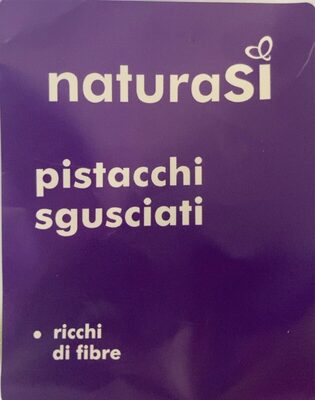 naturasì
pistacchi
sgusciati
• ricchi
di fibre